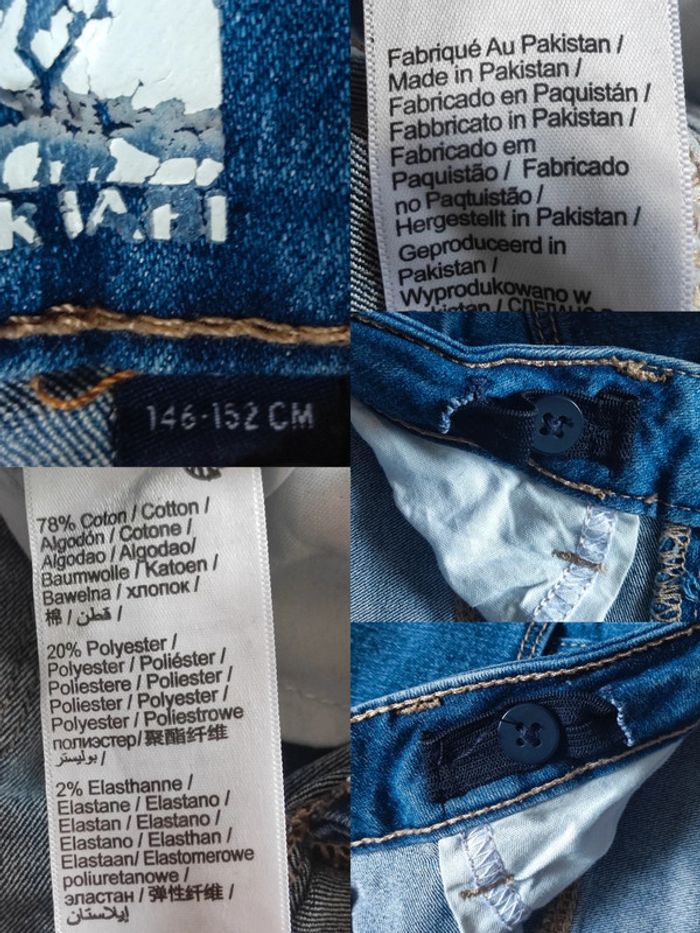 146-152 CM
Fabriqué Au Pakistan /
Made in Pakistan /
Fabricado en Paquistán /
Fabbricato in Pakistan /
Fabricado em
Paquistão / Fabricado
no Paqtuistão /
Hergestellt in Pakistan /
Geproduceerd in
Pakistan /
Wyprodukowano w
78% Coton / Cotton /
Algodón / Cotone /
Algodao / Algodao/
Baumwolle / Katoen /
Bawelna / хлопок /
棉 / قطن /
20% Polyester /
Polyester / Poliéster /
Poliestere / Poliester /
Poliester / Polyester /
Polyester / Poliestrowe
полиэстер/ 聚酯纤维
بوليستر /
2% Elasthanne /
Elastane / Elastano /
Elastan / Elastano /
Elastano / Elasthan /
Elastaan/ Elastomerowe
poliuretanowe /
эластан / 弹性纤维 /
إيلاستان /